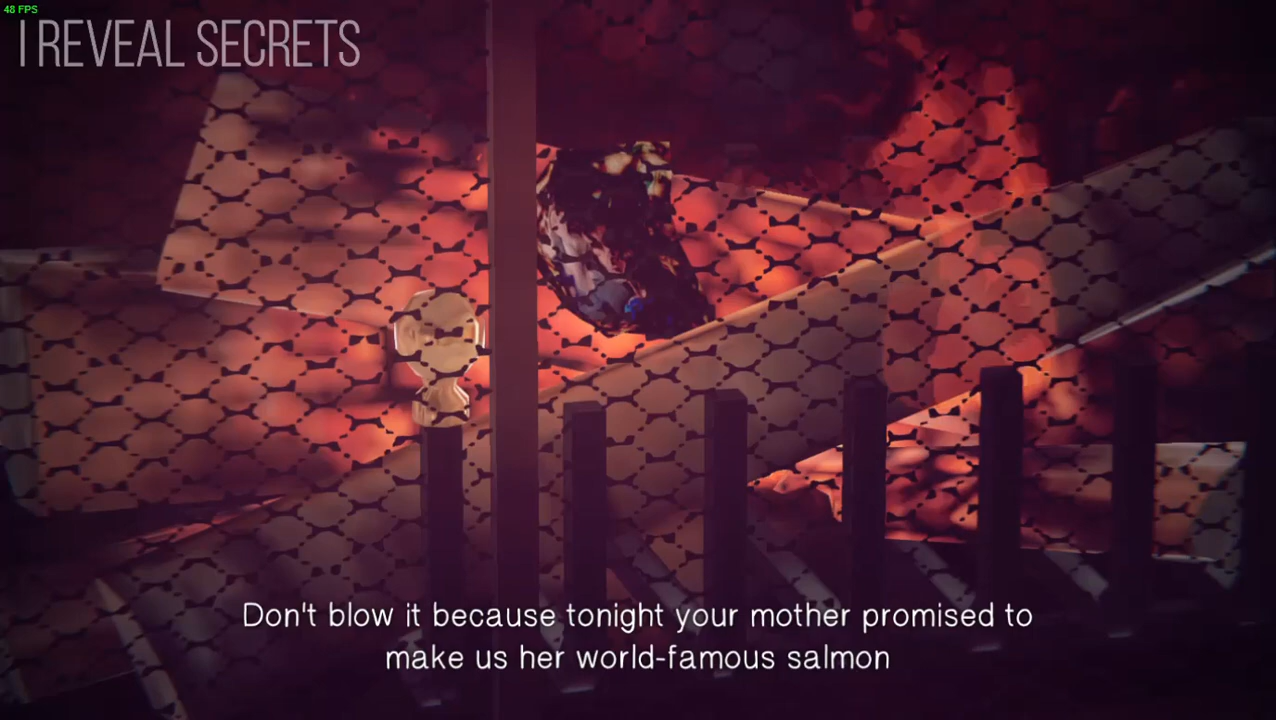 48 FPS
I REVEAL SECRETS
Don't blow it because tonight your mother promised to
make us her world-famous salmon